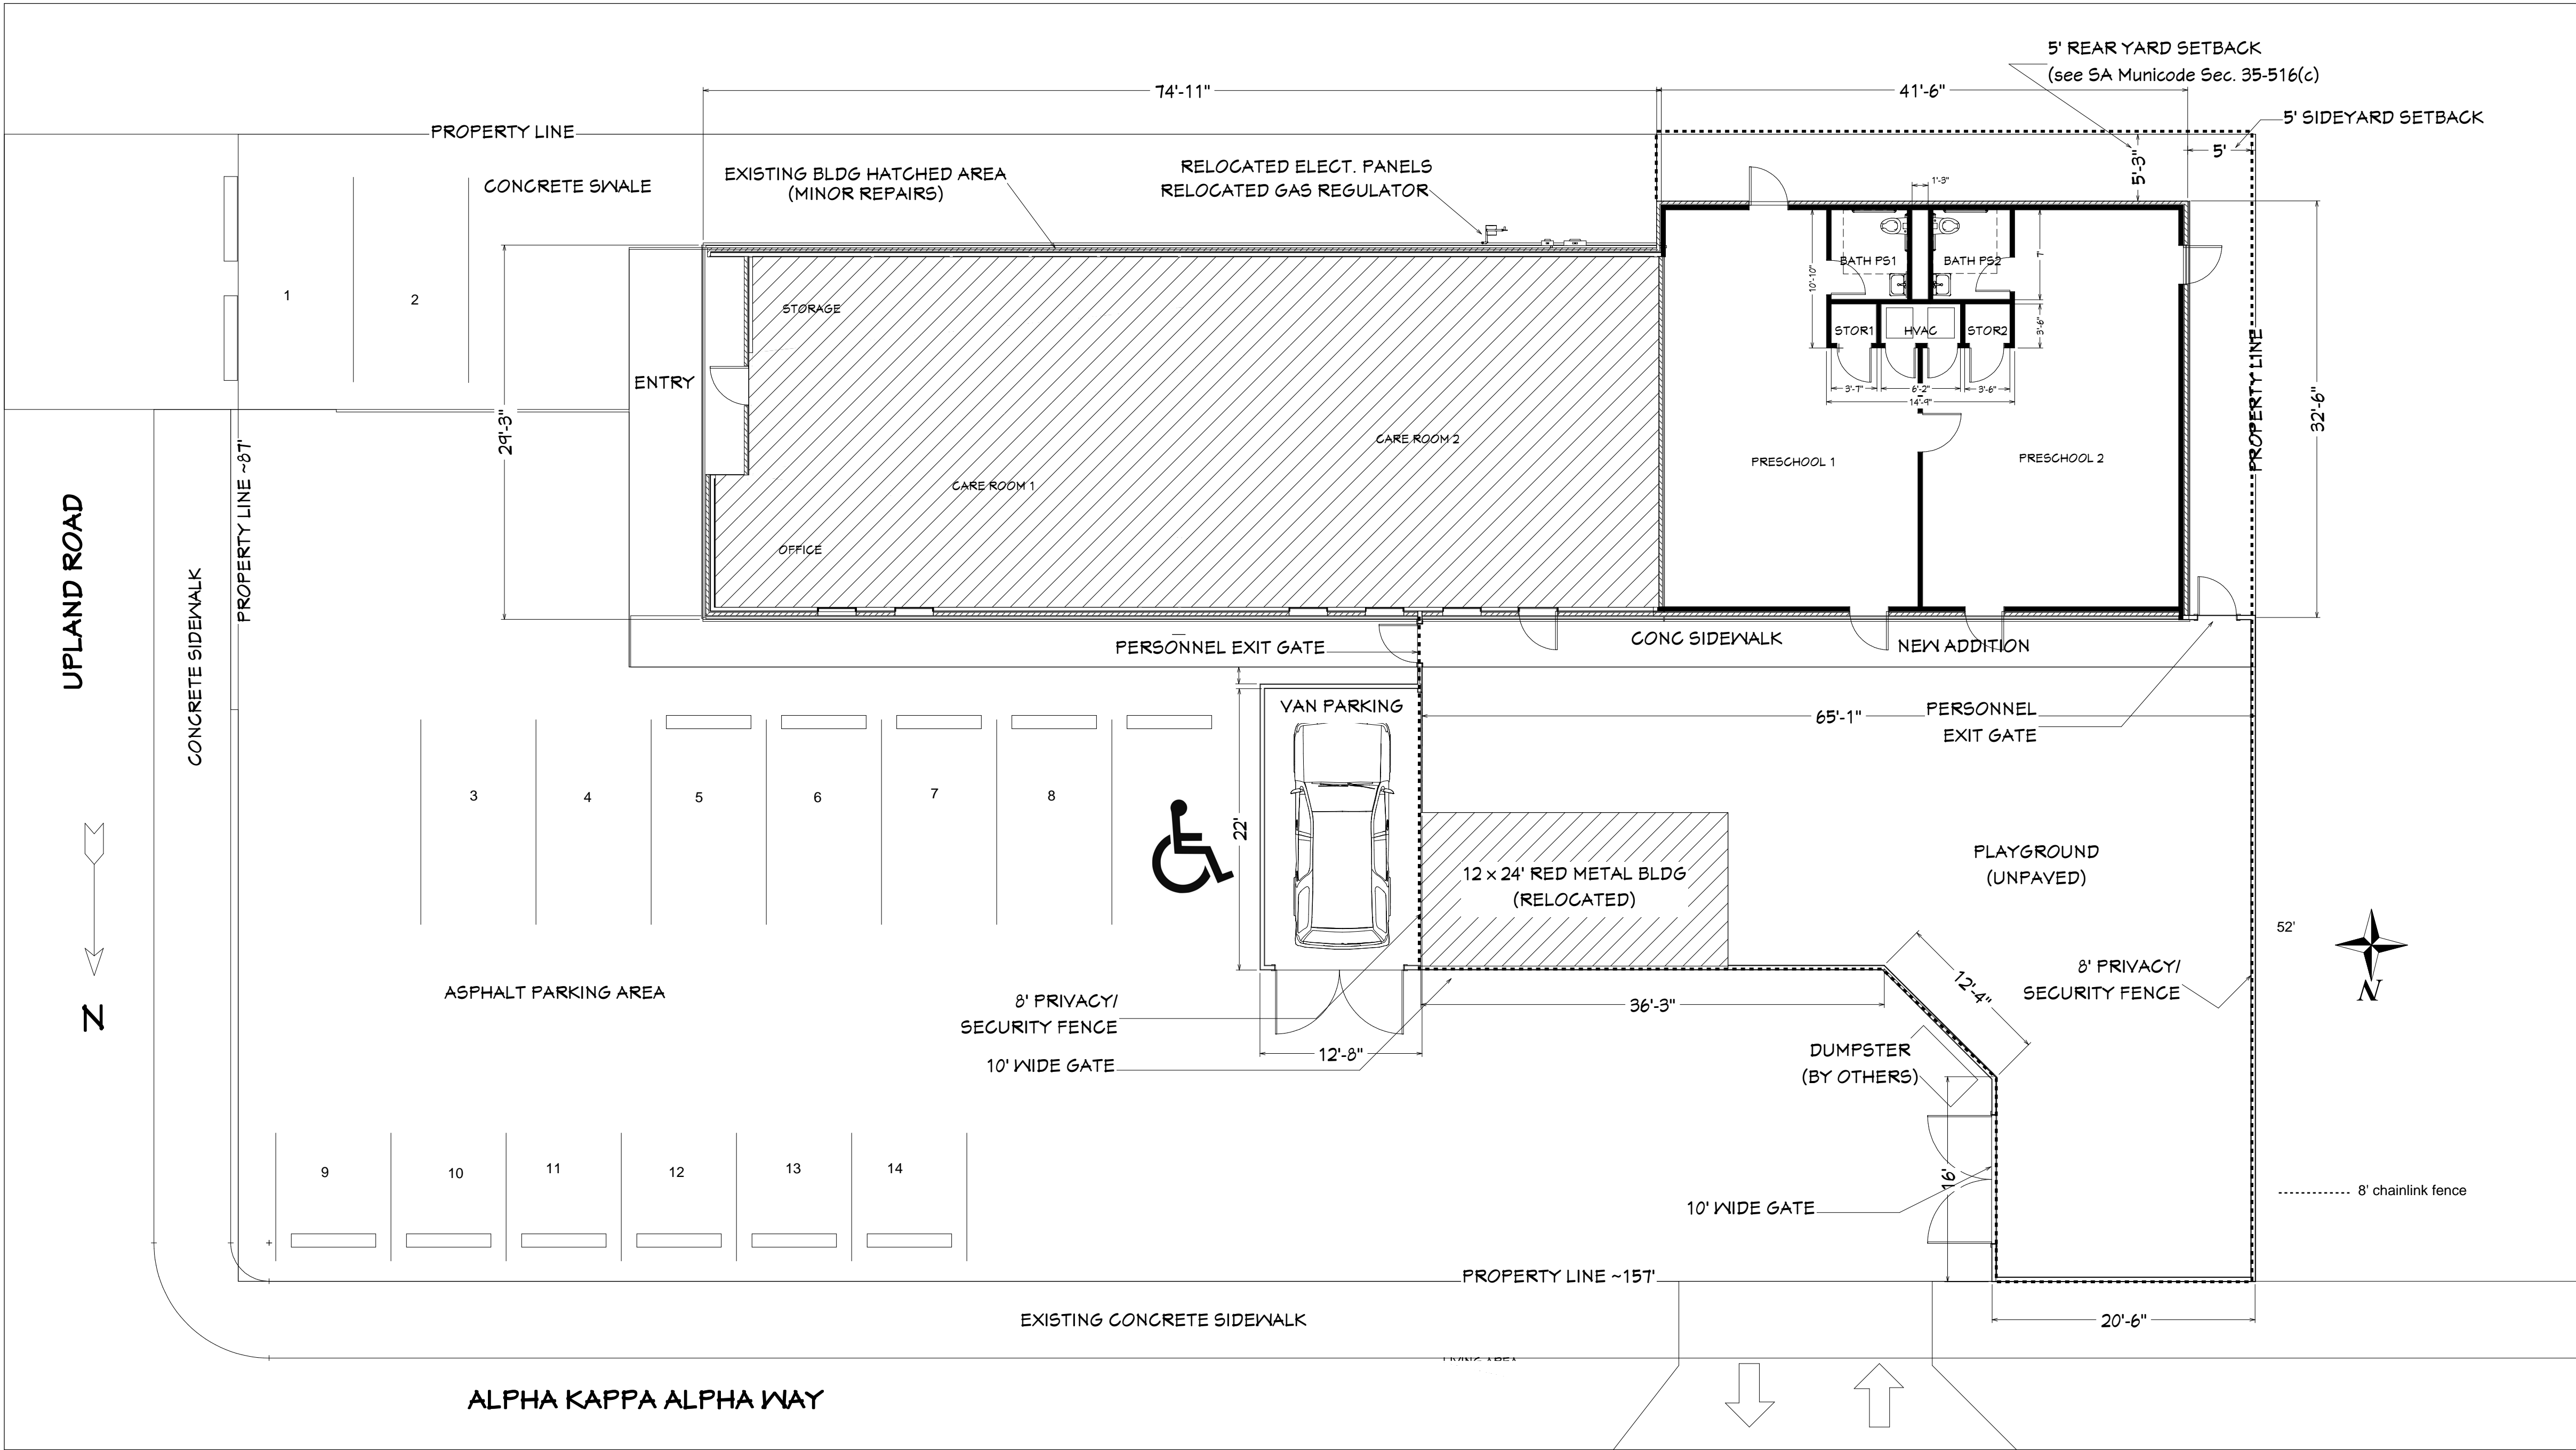 5' REAR YARD SETBACK
(see SA Municode Sec. 35-516(c)
74'-11"
41'-6"
5' SIDEYARD SETBACK
PROPERTY LINE
5'-3"
5'
CONCRETE SWALE
EXISTING BLDG HATCHED AREA
(MINOR REPAIRS)
RELOCATED ELECT. PANELS
RELOCATED GAS REGULATOR
1'-3"
BATH PS1
BATH PS2
10'-10"
7'
1
2
STORAGE
STOR1
HVAC
STOR2
3'-6"
ENTRY
3'-7"
6'-2"
3'-6"
14'-9"
PROPERTY LINE
32'-6"
29'-3"
CARE ROOM 2
CARE ROOM 1
PRESCHOOL 1
PRESCHOOL 2
OFFICE
UPLAND ROAD
CONCRETE SIDEWALK
PROPERTY LINE ~87'
PERSONNEL EXIT GATE
CONC SIDEWALK
NEW ADDITION
VAN PARKING
65'-1"
PERSONNEL
EXIT GATE
3
4
5
6
7
8
22'
12 x 24' RED METAL BLDG
(RELOCATED)
PLAYGROUND
(UNPAVED)
52'
N
N
ASPHALT PARKING AREA
8' PRIVACY/
SECURITY FENCE
10' WIDE GATE
12'-8"
36'-3"
12'-4"
8' PRIVACY/
SECURITY FENCE
DUMPSTER
(BY OTHERS)
9
10
11
12
13
14
16'
10' WIDE GATE
8' chainlink fence
PROPERTY LINE ~157'
EXISTING CONCRETE SIDEWALK
20'-6"
ALPHA KAPPA ALPHA WAY